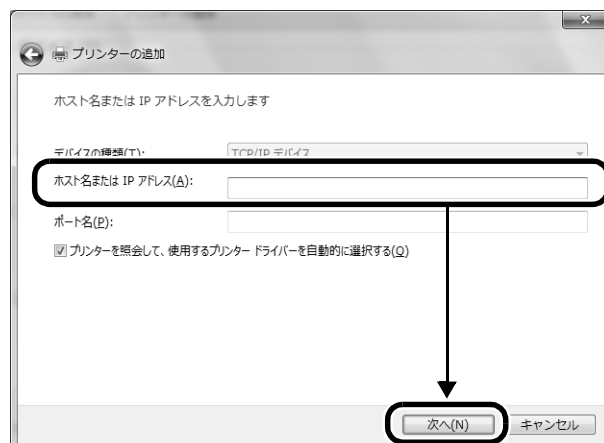 プリンターの追加
ホスト名または IP アドレスを入力します
デバイスの種類(T): TCP/IP デバイス
ホスト名または IP アドレス(A):
ポート名(P):
プリンターを照会して、使用するプリンター ドライバーを自動的に選択する(Q)
次へ(N) キャンセル